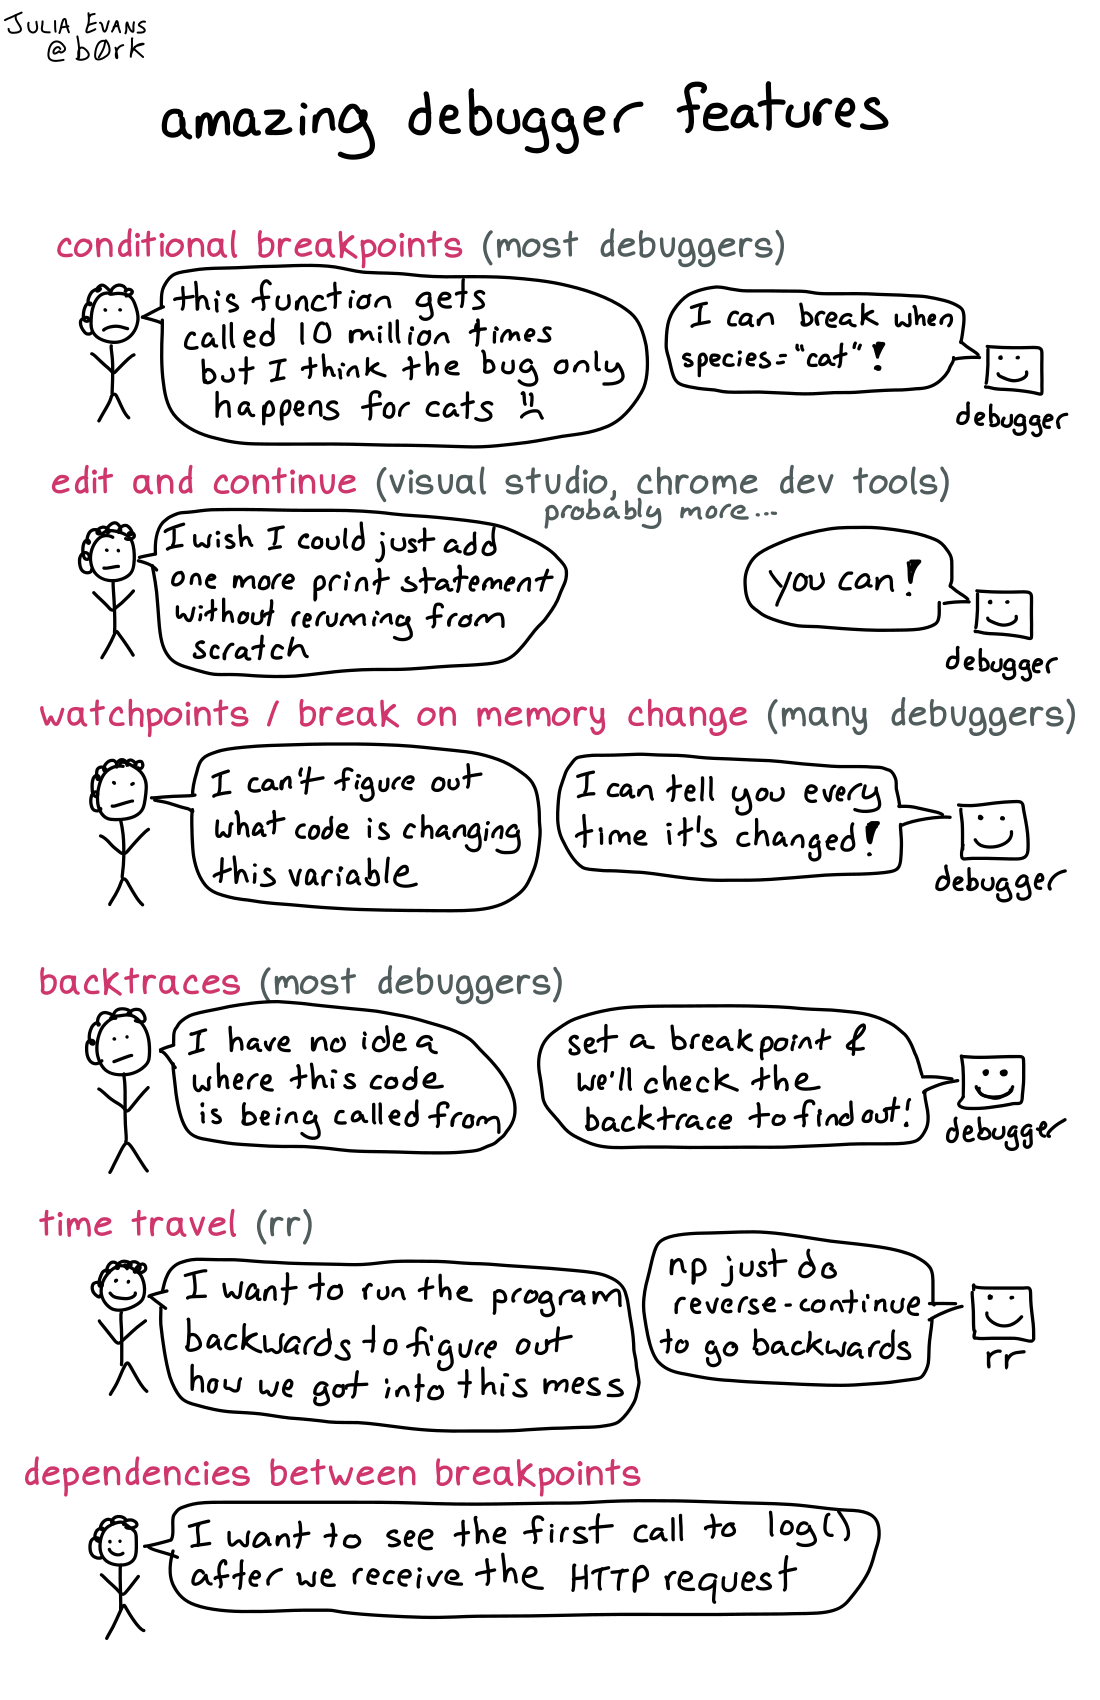 JULIA EVANS
@b0rk
amazing debugger features
conditional breakpoints (most debuggers)
this function gets
called 10 million times
but I think the bug only
happens for cats
I can break when
species="cat"!
debugger
edit and continue (visual studio, chrome dev tools)
probably more...
I wish I could just add
one more print statement
without rerunning from
scratch
you can!
debugger
watchpoints / break on memory change (many debuggers)
I can't figure out
what code is changing
this variable
I can tell you every
time it's changed!
debugger
backtraces (most debuggers)
I have no idea
where this code
is being called from
set a breakpoint &
we'll check the
backtrace to find out!
debugger
time travel (rr)
I want to run the program
backwards to figure out
how we got into this mess
np just do
reverse-continue
to go backwards
rr
dependencies between breakpoints
I want to see the first call to log()
after we receive the HTTP request